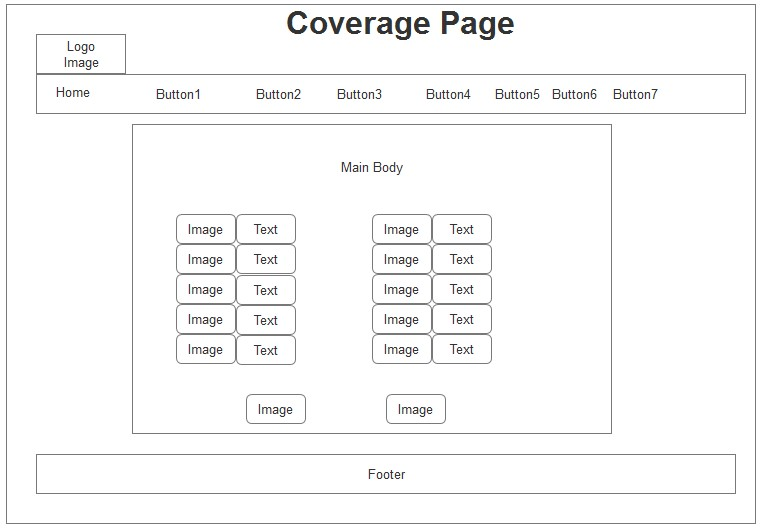 Coverage Page
Logo
Image
Home Button1 Button2 Button3 Button4 Button5 Button6 Button7
Main Body
Image Text Image Text
Image Text Image Text
Image Text Image Text
Image Text Image Text
Image Text Image Text
Image Image
Footer